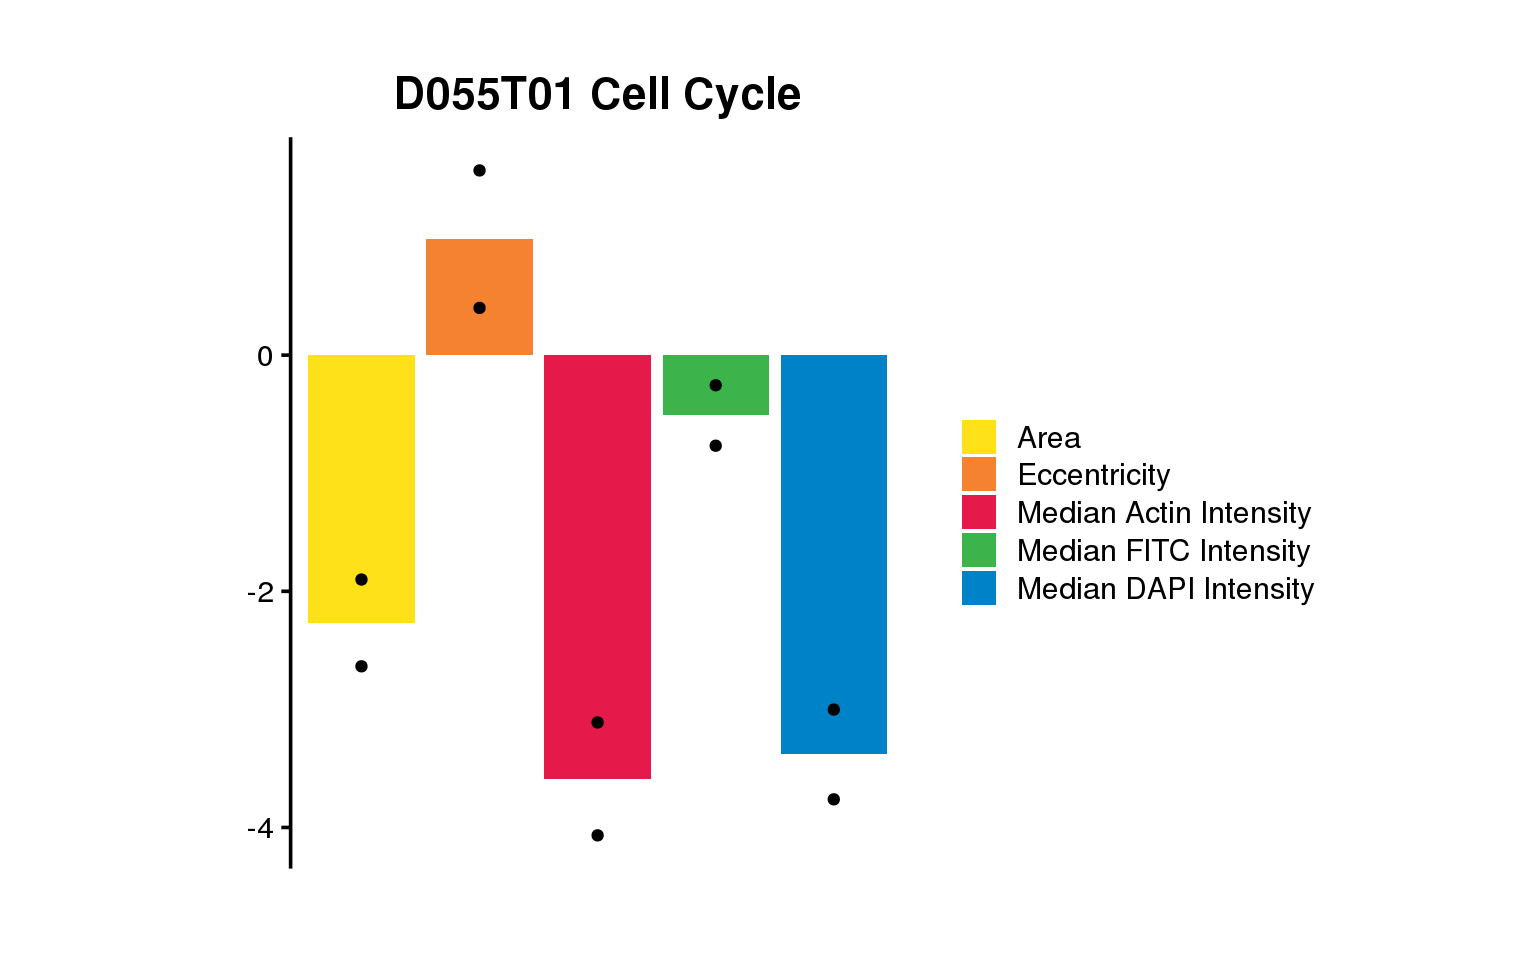 D055T01 Cell Cycle
0
-2
-4
Area
Eccentricity
Median Actin Intensity
Median FITC Intensity
Median DAPI Intensity